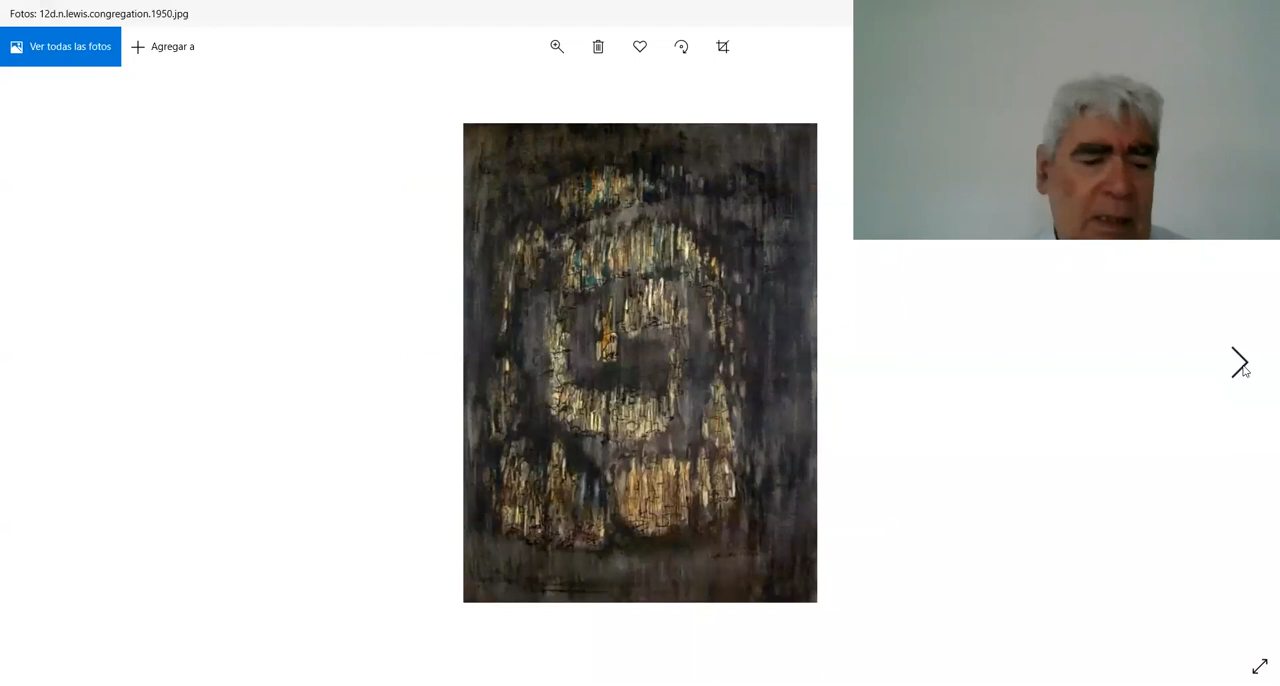 Fotos: 12d.n.lewis.congregation.1950.jpg
Ver todas las fotos
Agregar a